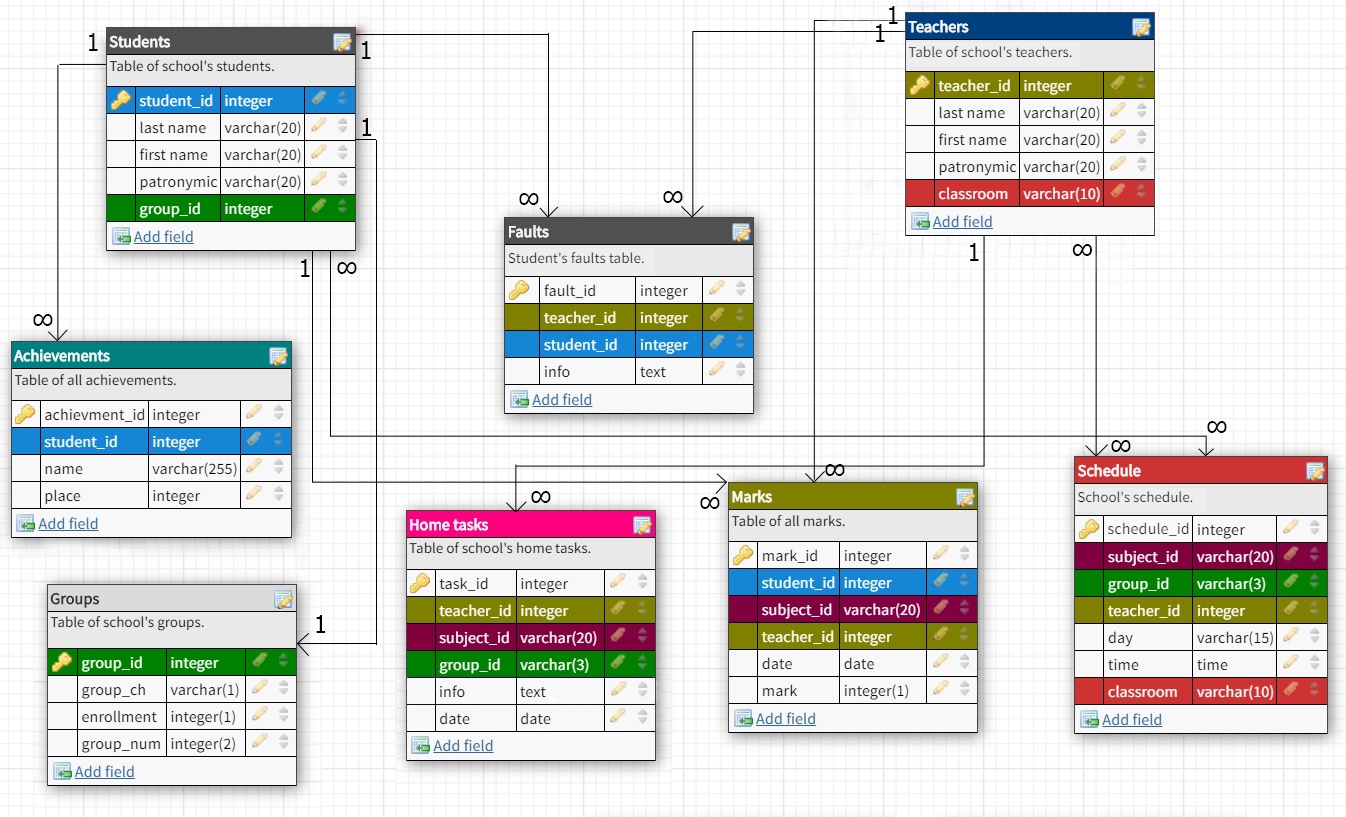 Students
Table of school's students.
student_id integer
last name varchar(20)
first name varchar(20)
patronymic varchar(20)
group_id integer
Add field
Teachers
Table of school's teachers.
teacher_id integer
last name varchar(20)
first name varchar(20)
patronymic varchar(20)
classroom varchar(10)
Add field
Faults
Student's faults table.
fault_id integer
teacher_id integer
student_id integer
info text
Add field
Achievements
Table of all achievements.
achievment_id integer
student_id integer
name varchar(255)
place integer
Add field
Groups
Table of school's groups.
group_id integer
group_ch varchar(1)
enrollment integer(1)
group_num integer(2)
Add field
Home tasks
Table of school's home tasks.
task_id integer
teacher_id integer
subject_id varchar(20)
group_id varchar(3)
info text
date date
Add field
Marks
Table of all marks.
mark_id integer
student_id integer
subject_id varchar(20)
teacher_id integer
date date
mark integer(1)
Add field
Schedule
School's schedule.
schedule_id integer
subject_id varchar(20)
group_id varchar(3)
teacher_id integer
day varchar(15)
time time
classroom varchar(10)
Add field
1
1
1
1
∞
∞
∞
∞
1
1
1
∞
∞
∞
∞
∞
∞
1